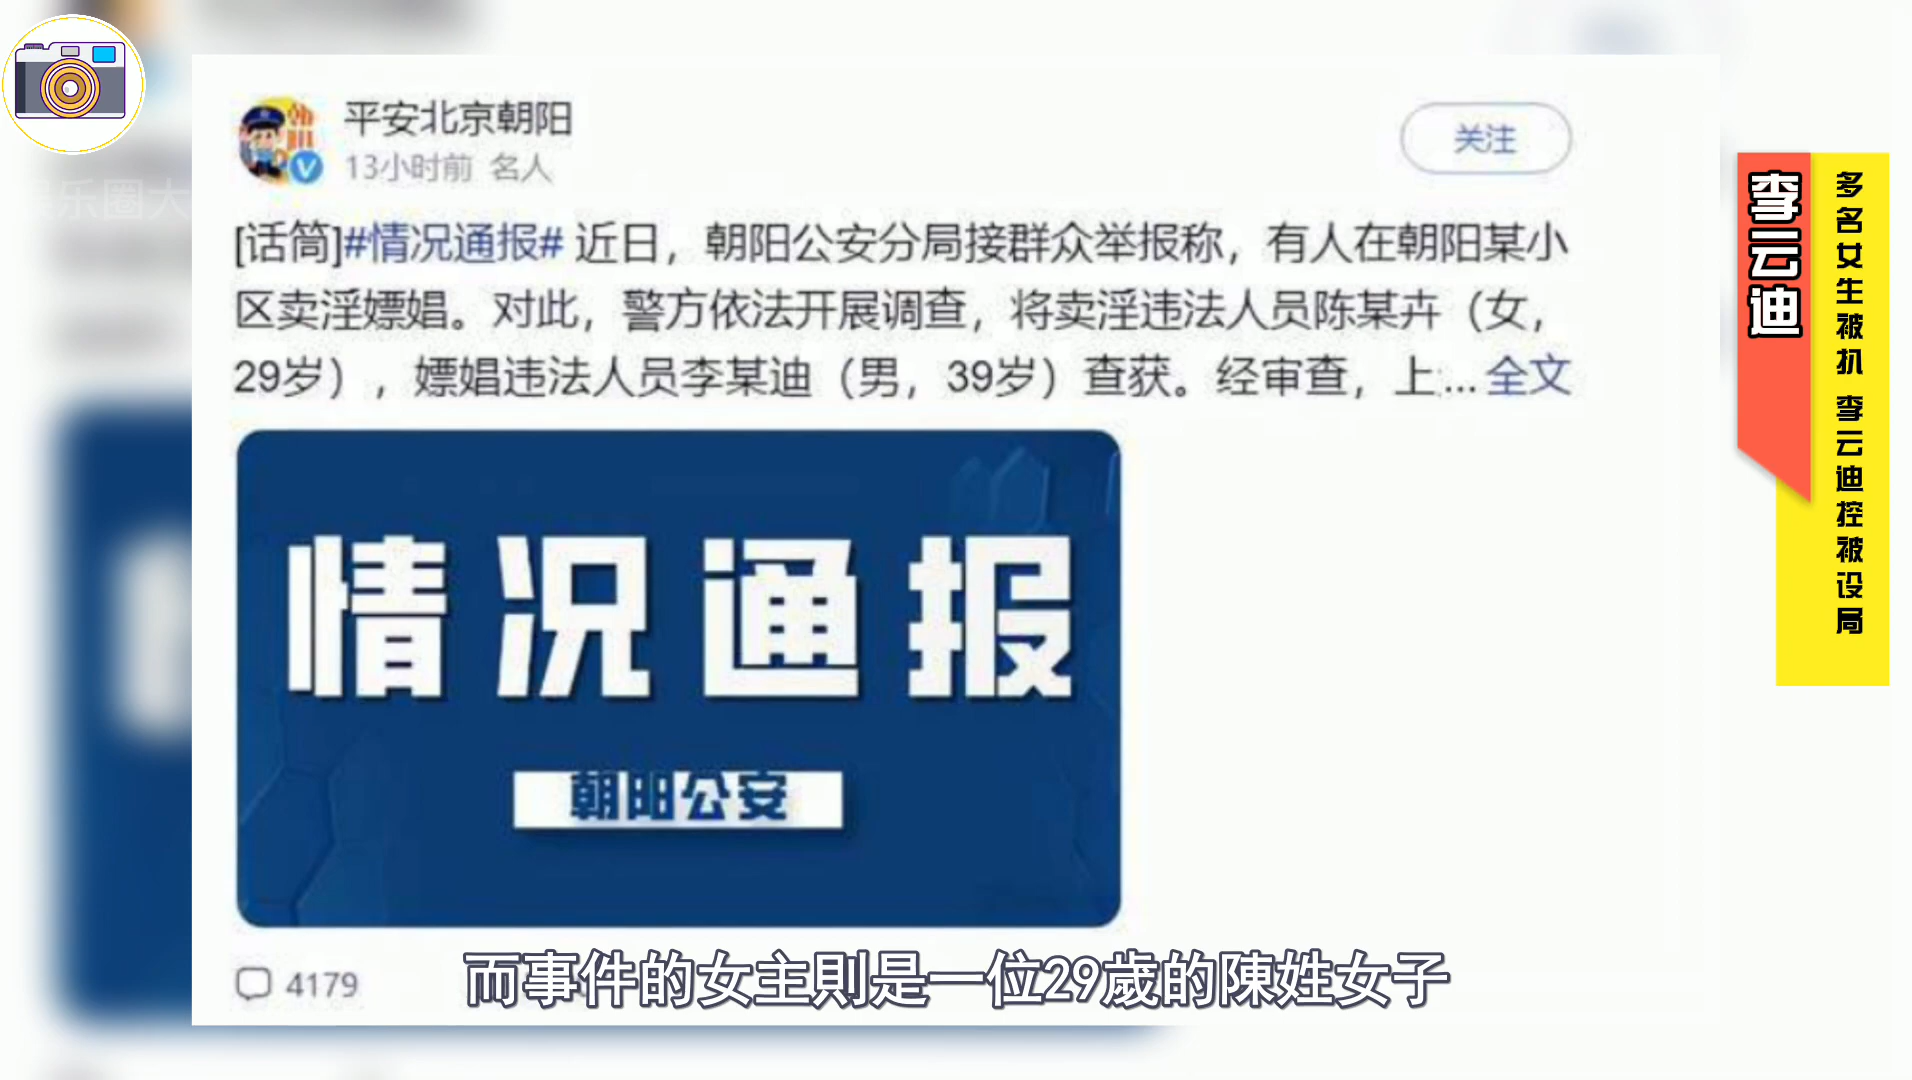 平安北京朝阳
13小时前 名人
关注
[话筒]#情况通报# 近日，朝阳公安分局接群众举报称，有人在朝阳某小
区卖淫嫖娼。对此，警方依法开展调查，将卖淫违法人员陈某卉（女，
29岁），嫖娼违法人员李某迪（男，39岁）查获。经审查，上... 全文
情况通报
朝阳公安
4179
而事件的女主則是一位29歲的陳姓女子
李云迪
多名女生被扒 李云迪控被设局
乐圈大